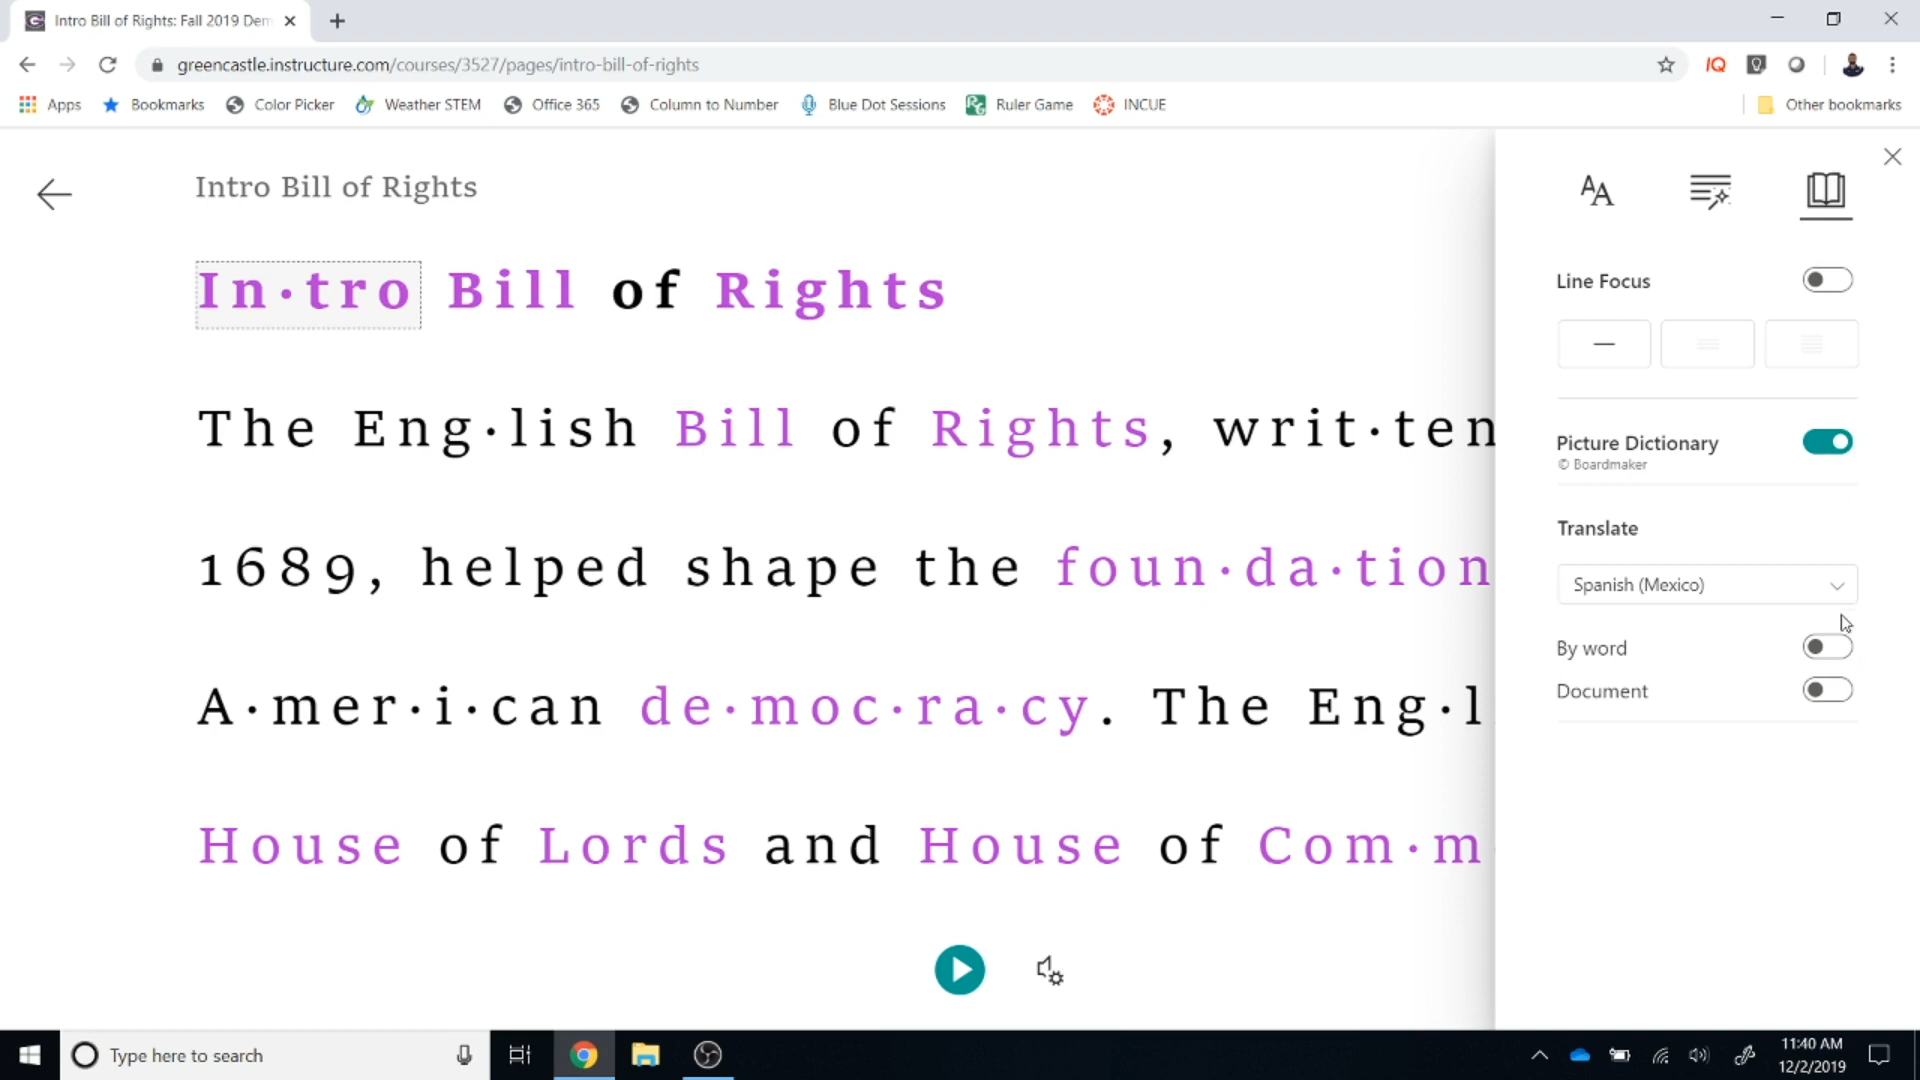 Intro Bill of Rights: Fall 2019 Dem
greencastle.instructure.com/courses/3527/pages/intro-bill-of-rights
IQ
Apps Bookmarks Color Picker Weather STEM Office 365 Column to Number Blue Dot Sessions Ruler Game INCUE Other bookmarks
Intro Bill of Rights
In·tro Bill of Rights
The Eng·lish Bill of Rights, writ·ten
1689, helped shape the foun·da·tion
A·mer·i·can de·moc·ra·cy. The Eng·l
House of Lords and House of Com·m
AA
Line Focus
Picture Dictionary
© Boardmaker
Translate
Spanish (Mexico)
By word
Document
Type here to search
11:40 AM
12/2/2019